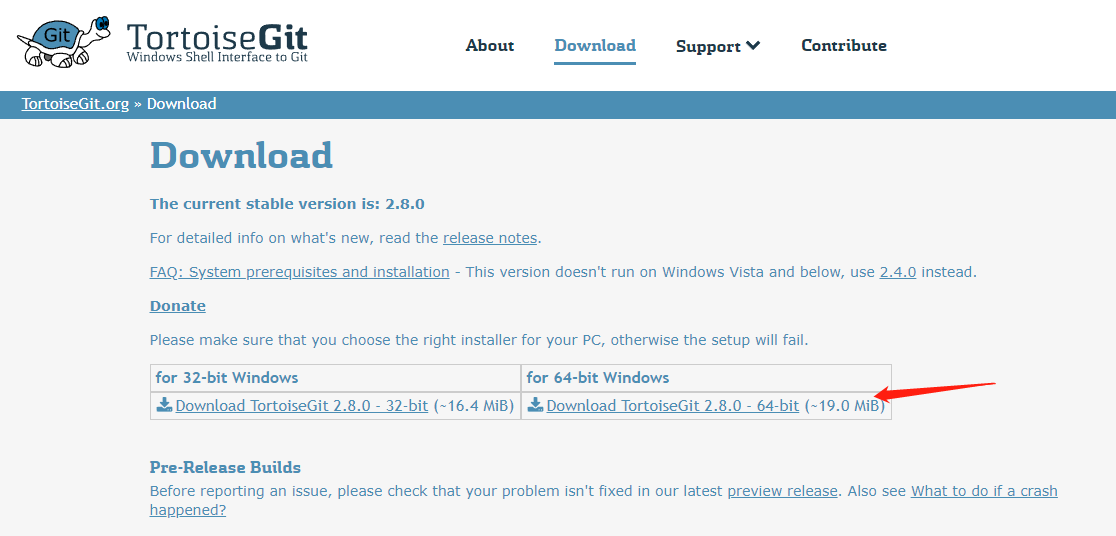 Git
TortoiseGit
Windows Shell Interface to Git
About Download Support Contribute
TortoiseGit.org » Download
Download
The current stable version is: 2.8.0
For detailed info on what's new, read the release notes.
FAQ: System prerequisites and installation - This version doesn't run on Windows Vista and below, use 2.4.0 instead.
Donate
Please make sure that you choose the right installer for your PC, otherwise the setup will fail.
for 32-bit Windows for 64-bit Windows
Download TortoiseGit 2.8.0 - 32-bit (~16.4 MiB) Download TortoiseGit 2.8.0 - 64-bit (~19.0 MiB)
Pre-Release Builds
Before reporting an issue, please check that your problem isn't fixed in our latest preview release. Also see What to do if a crash
happened?